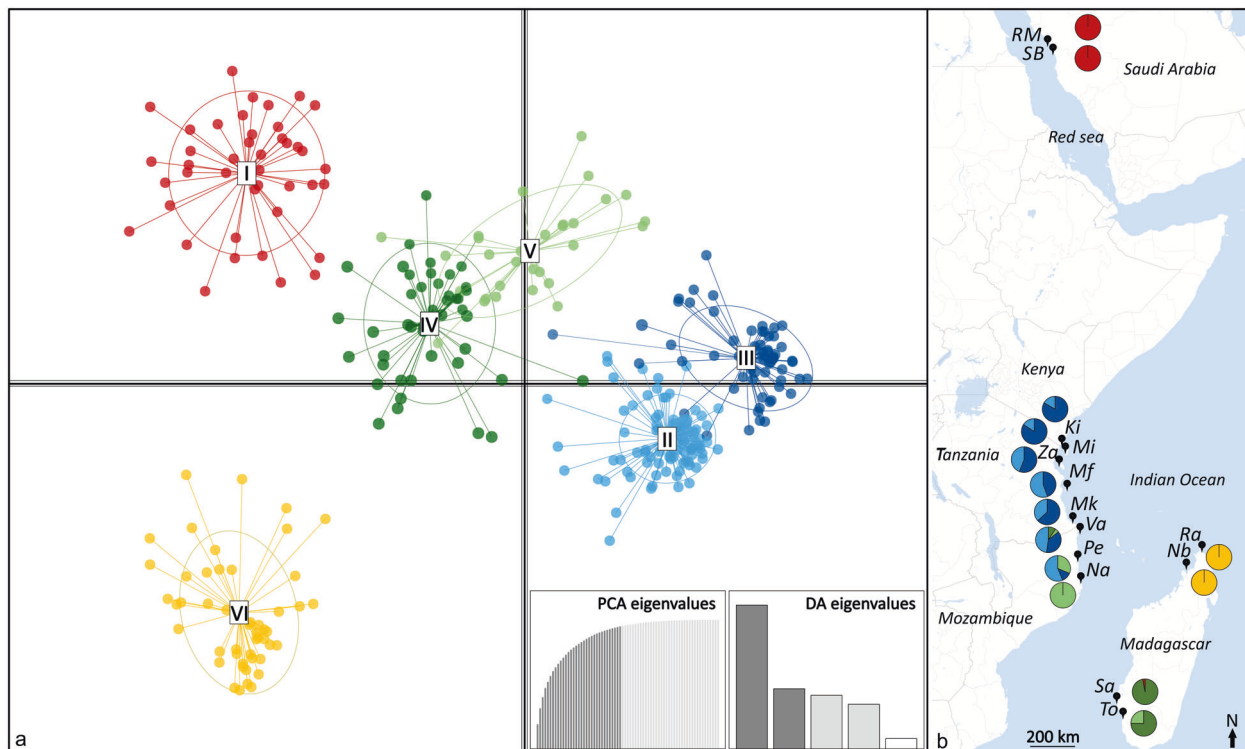 I
V
IV
III
II
VI
PCA eigenvalues
DA eigenvalues
a
RM
SB
Saudi Arabia
Red sea
Kenya
Ki
Mi
Tanzania
Za
Mf
Indian Ocean
Mk
Va
Ra
Pe
Nb
Na
Mozambique
Madagascar
Sa
To
b
200 km
N